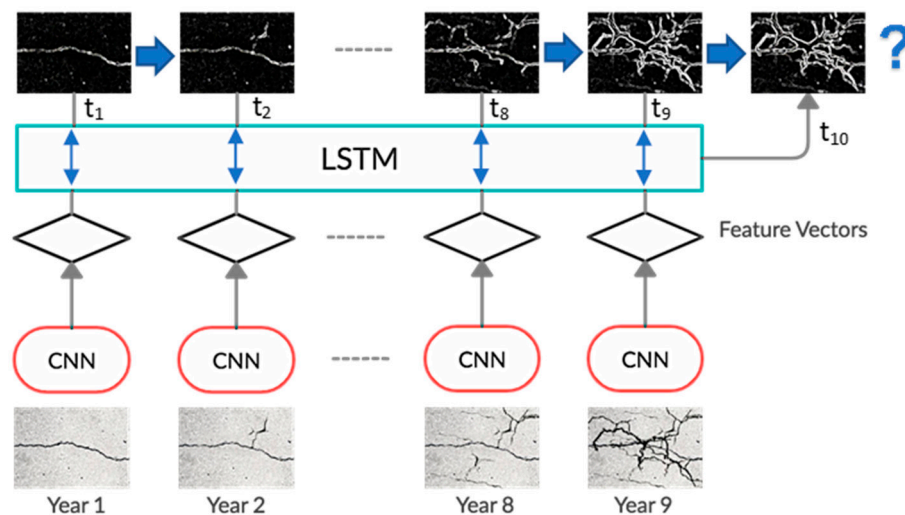 ?
t1
t2
t8
t9
t10
LSTM
Feature Vectors
CNN
CNN
CNN
CNN
Year 1
Year 2
Year 8
Year 9